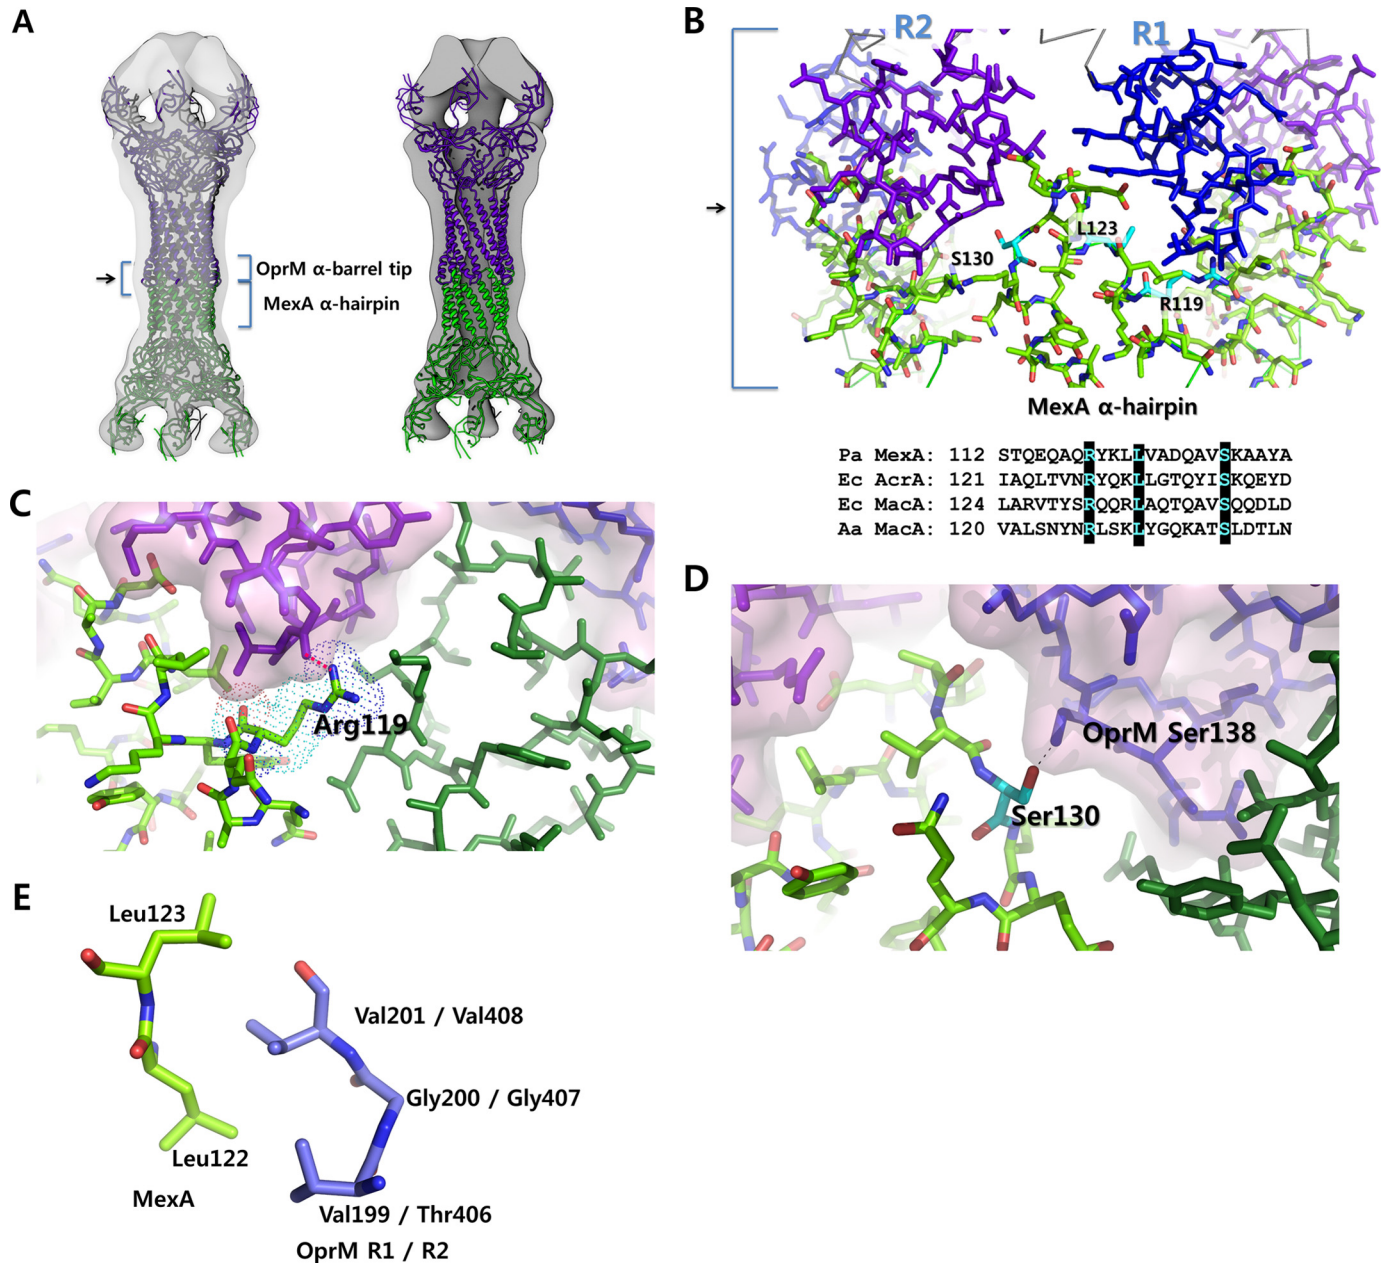 A
OprM α-barrel tip
MexA α-hairpin
B
R2
R1
L123
S130
R119
MexA α-hairpin
Pa MexA: 112 STQEQAQRYKLLVADQAVSKAAYA
Ec AcrA: 121 IAQLTVNRYQKLLGTQYISKQEYD
Ec MacA: 124 LARVTYSRQQRLAQTQAVSQQDLD
Aa MacA: 120 VALSNYNRLSKLYGQKATSLDTLN
C
Arg119
D
OprM Ser138
Ser130
E
Leu123
Val201 / Val408
Gly200 / Gly407
Leu122
MexA
Val199 / Thr406
OprM R1 / R2